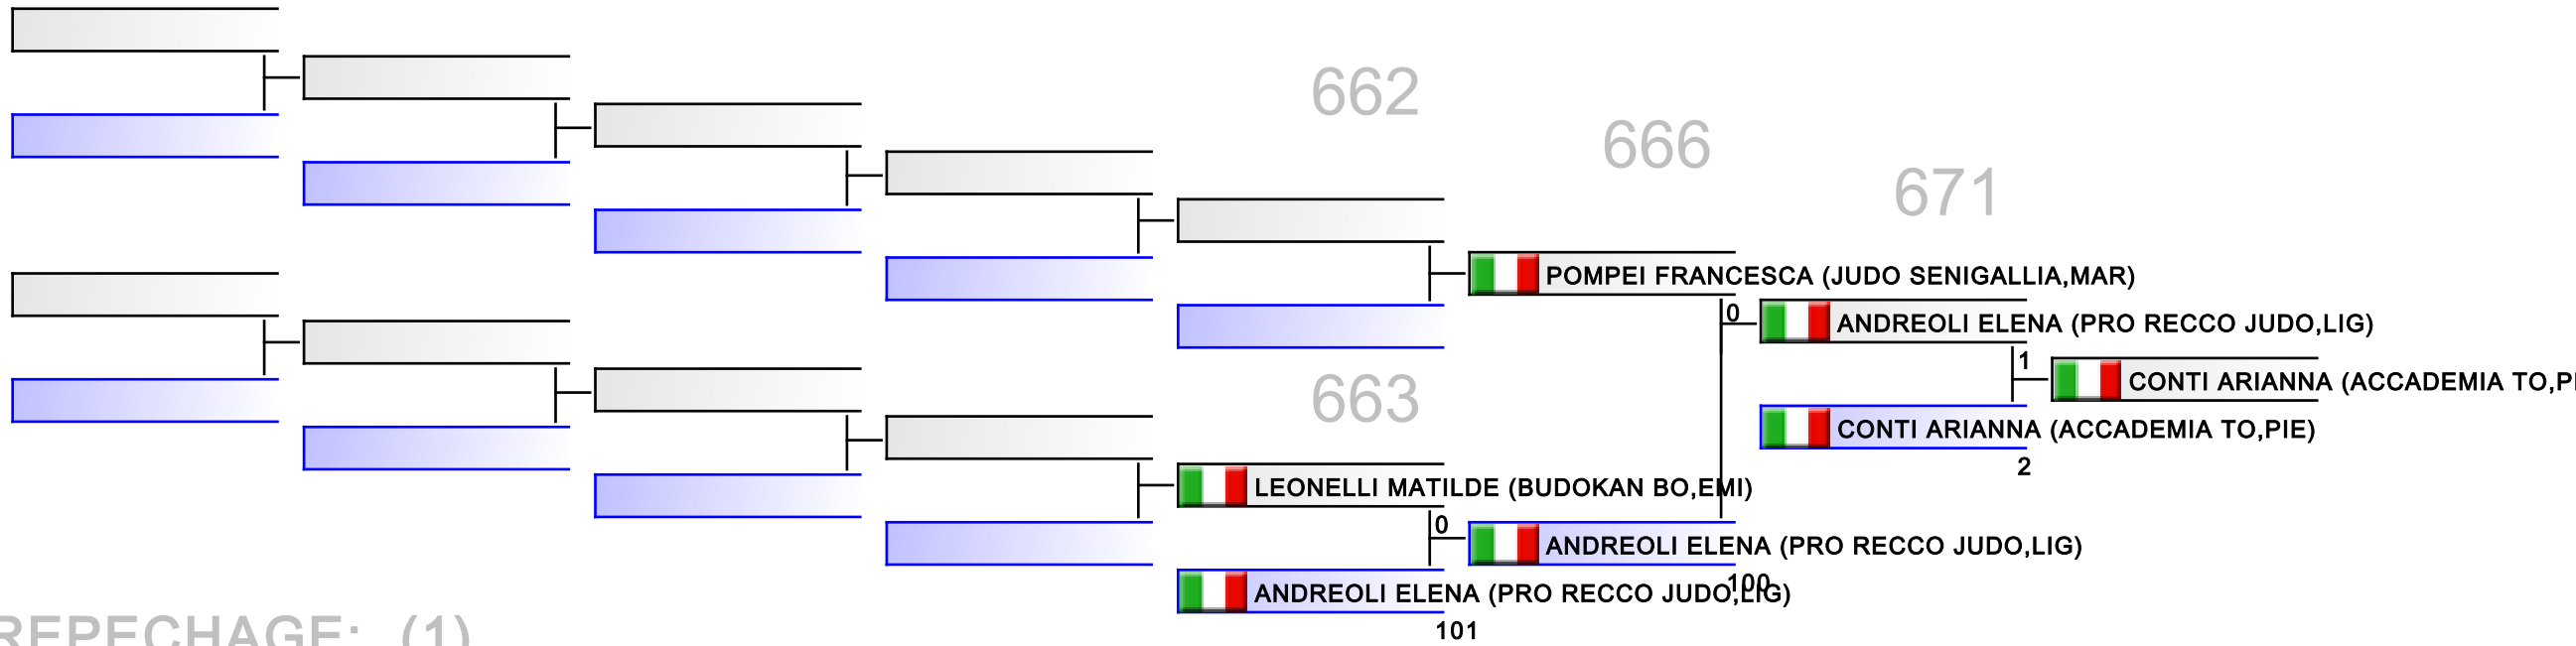 662
666
671
POMPEI FRANCESCA (JUDO SENIGALLIA,MAR)
0
ANDREOLI ELENA (PRO RECCO JUDO,LIG)
1
CONTI ARIANNA (ACCADEMIA TO,P
663
CONTI ARIANNA (ACCADEMIA TO,PIE)
2
LEONELLI MATILDE (BUDOKAN BO,EMI)
0
ANDREOLI ELENA (PRO RECCO JUDO,LIG)
100
ANDREOLI ELENA (PRO RECCO JUDO,LIG)
101
REPECHAGE: (1)